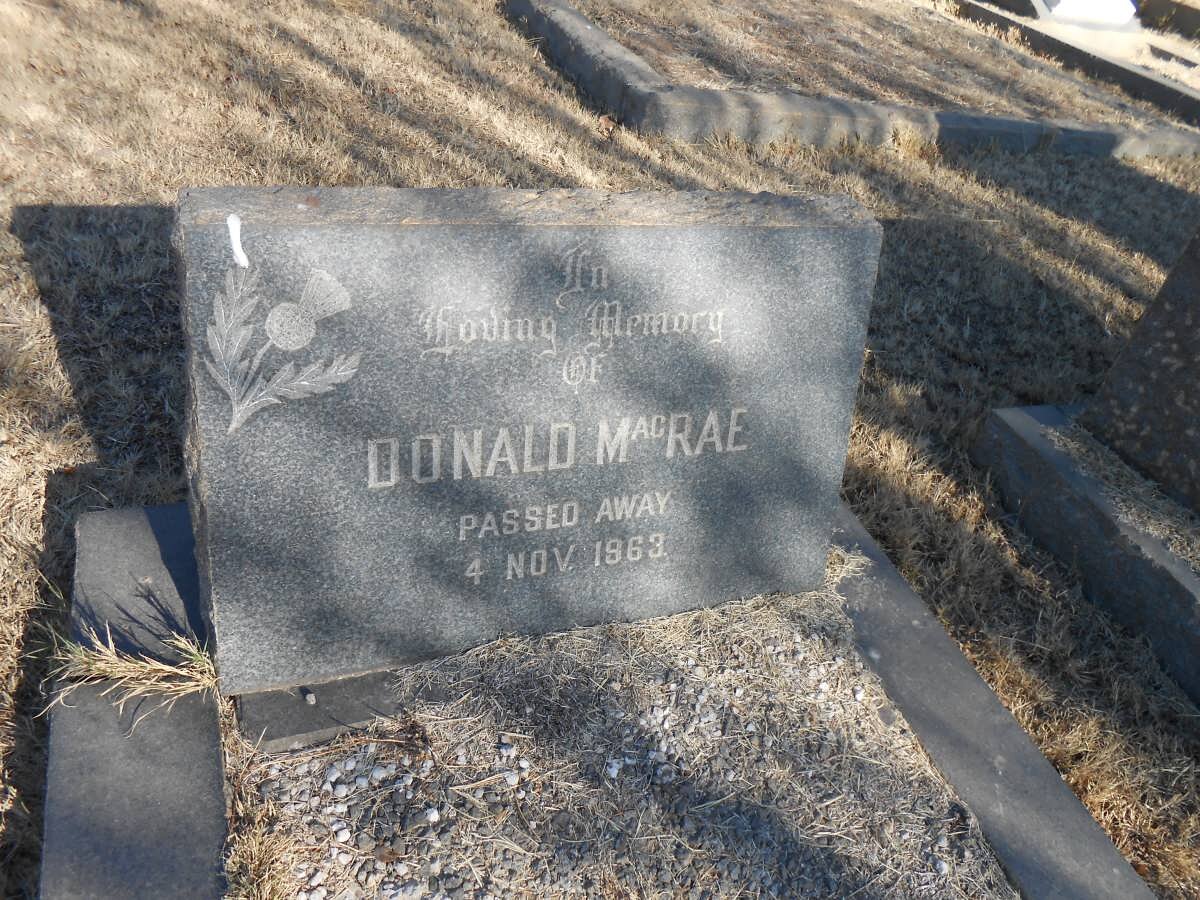 In
Loving Memory
Of
DONALD MACRAE
PASSED AWAY
4 NOV. 1963.